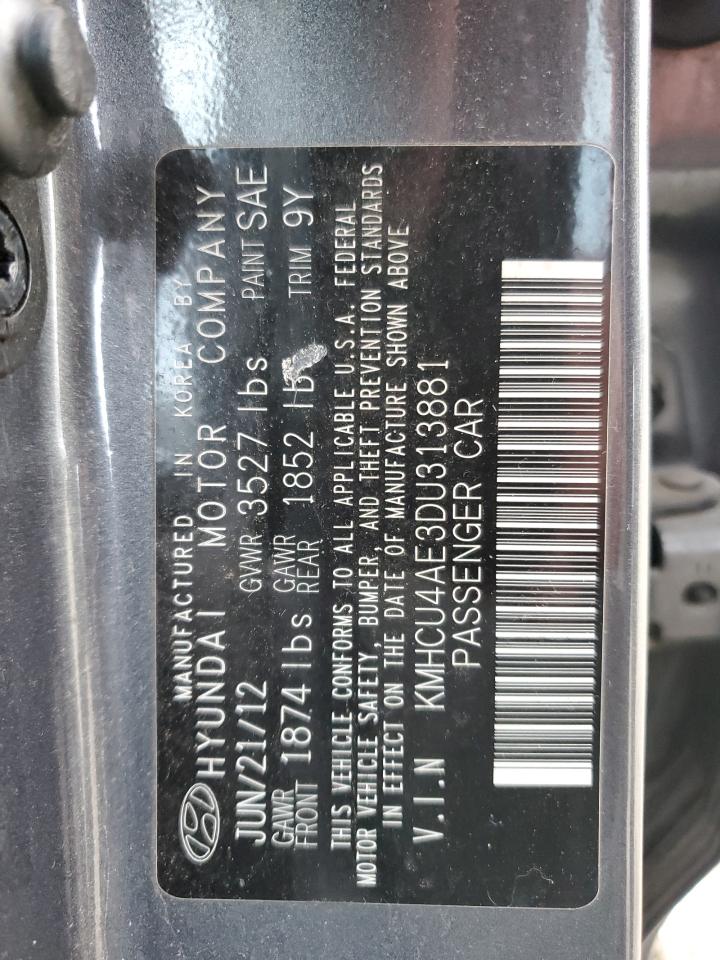 MANUFACTURED IN KOREA BY
HYUNDAI MOTOR COMPANY
JUN/21/12 GVWR 3527 lbs PAINT SAE
GAWR FRONT 1874 lbs GAWR REAR 1852 lb TRIM 9Y
THIS VEHICLE CONFORMS TO ALL APPLICABLE U.S.A. FEDERAL
MOTOR VEHICLE SAFETY, BUMPER, AND THEFT PREVENTION STANDARDS
IN EFFECT ON THE DATE OF MANUFACTURE SHOWN ABOVE
V.I.N KMHCU4AE3DU313881
PASSENGER CAR